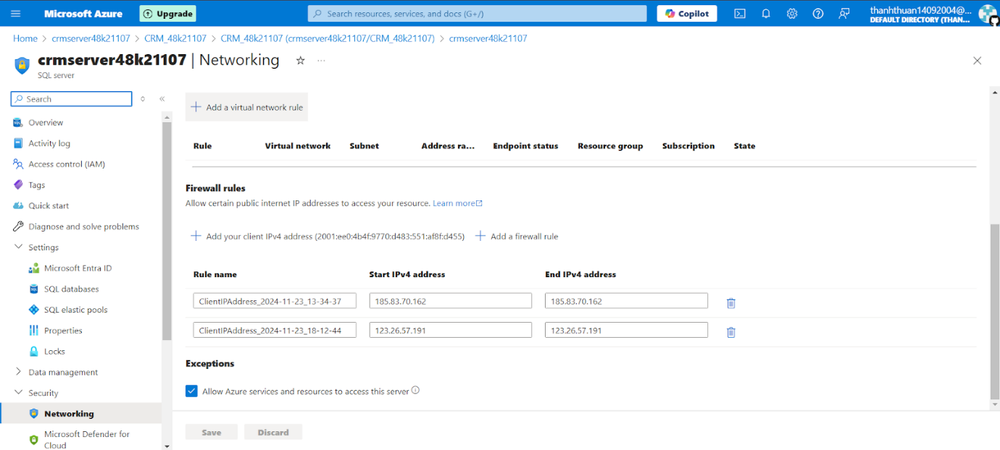 Microsoft Azure
Upgrade
Search resources, services, and docs (G+/)
Copilot
thanhthuan14092004@...
DEFAULT DIRECTORY (THAN...
Home > crmserver48k21107 > CRM_48k21107 > CRM_48k21107 (crmserver48k21107/CRM_48k21107) > crmserver48k21107
crmserver48k21107 | Networking
SQL server
Search
Overview
Activity log
Access control (IAM)
Tags
Quick start
Diagnose and solve problems
Settings
Microsoft Entra ID
SQL databases
SQL elastic pools
Properties
Locks
Data management
Security
Networking
Microsoft Defender for
Cloud
Add a virtual network rule
Rule Virtual network Subnet Address ra... Endpoint status Resource group Subscription State
Firewall rules
Allow certain public internet IP addresses to access your resource. Learn more
Add your client IPv4 address (2001:ee0:4b4f:9770:d483:551:af8f:d455) Add a firewall rule
Rule name Start IPv4 address End IPv4 address
ClientIPAddress_2024-11-23_13-34-37 185.83.70.162 185.83.70.162
ClientIPAddress_2024-11-23_18-12-44 123.26.57.191 123.26.57.191
Exceptions
Allow Azure services and resources to access this server
Save Discard